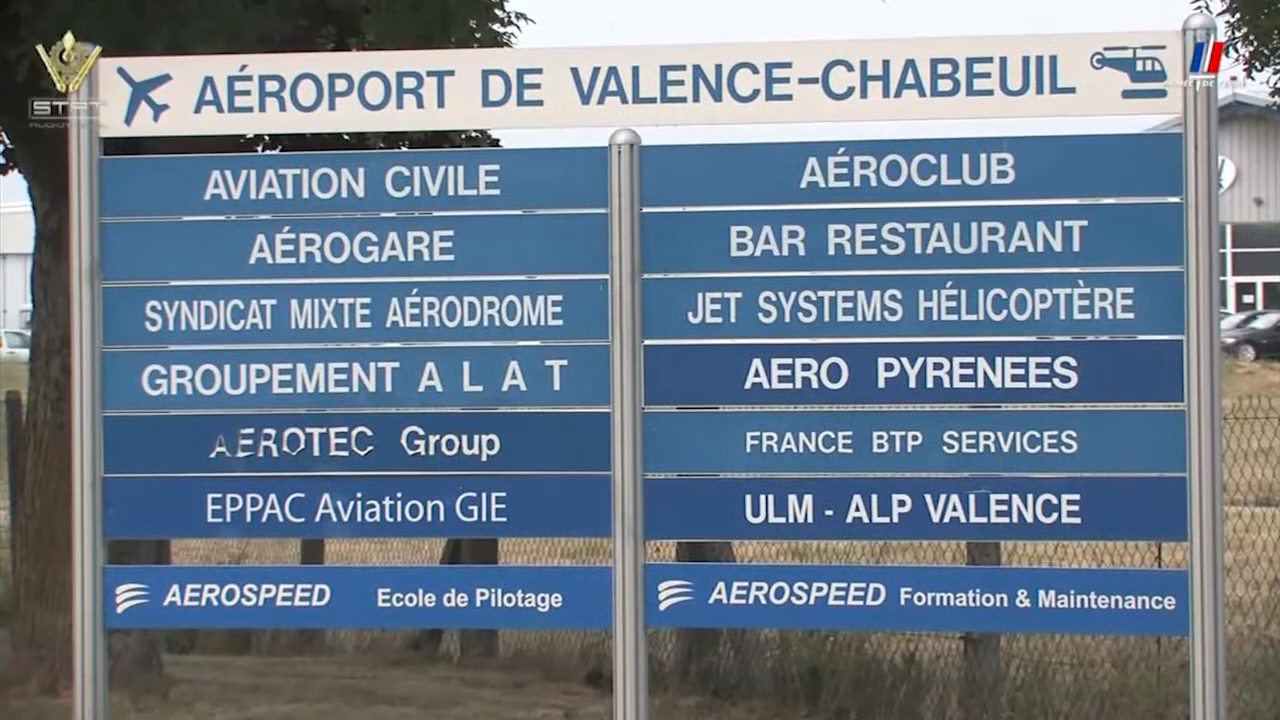 STAT
AÉROPORT DE VALENCE-CHABEUIL
AVIATION CIVILE
AÉROGARE
SYNDICAT MIXTE AÉRODROME
GROUPEMENT A L A T
AEROTEC Group
EPPAC Aviation GIE
AEROSPEED Ecole de Pilotage
AÉROCLUB
BAR RESTAURANT
JET SYSTEMS HÉLICOPTÈRE
AERO PYRENEES
FRANCE BTP SERVICES
ULM - ALP VALENCE
AEROSPEED Formation & Maintenance